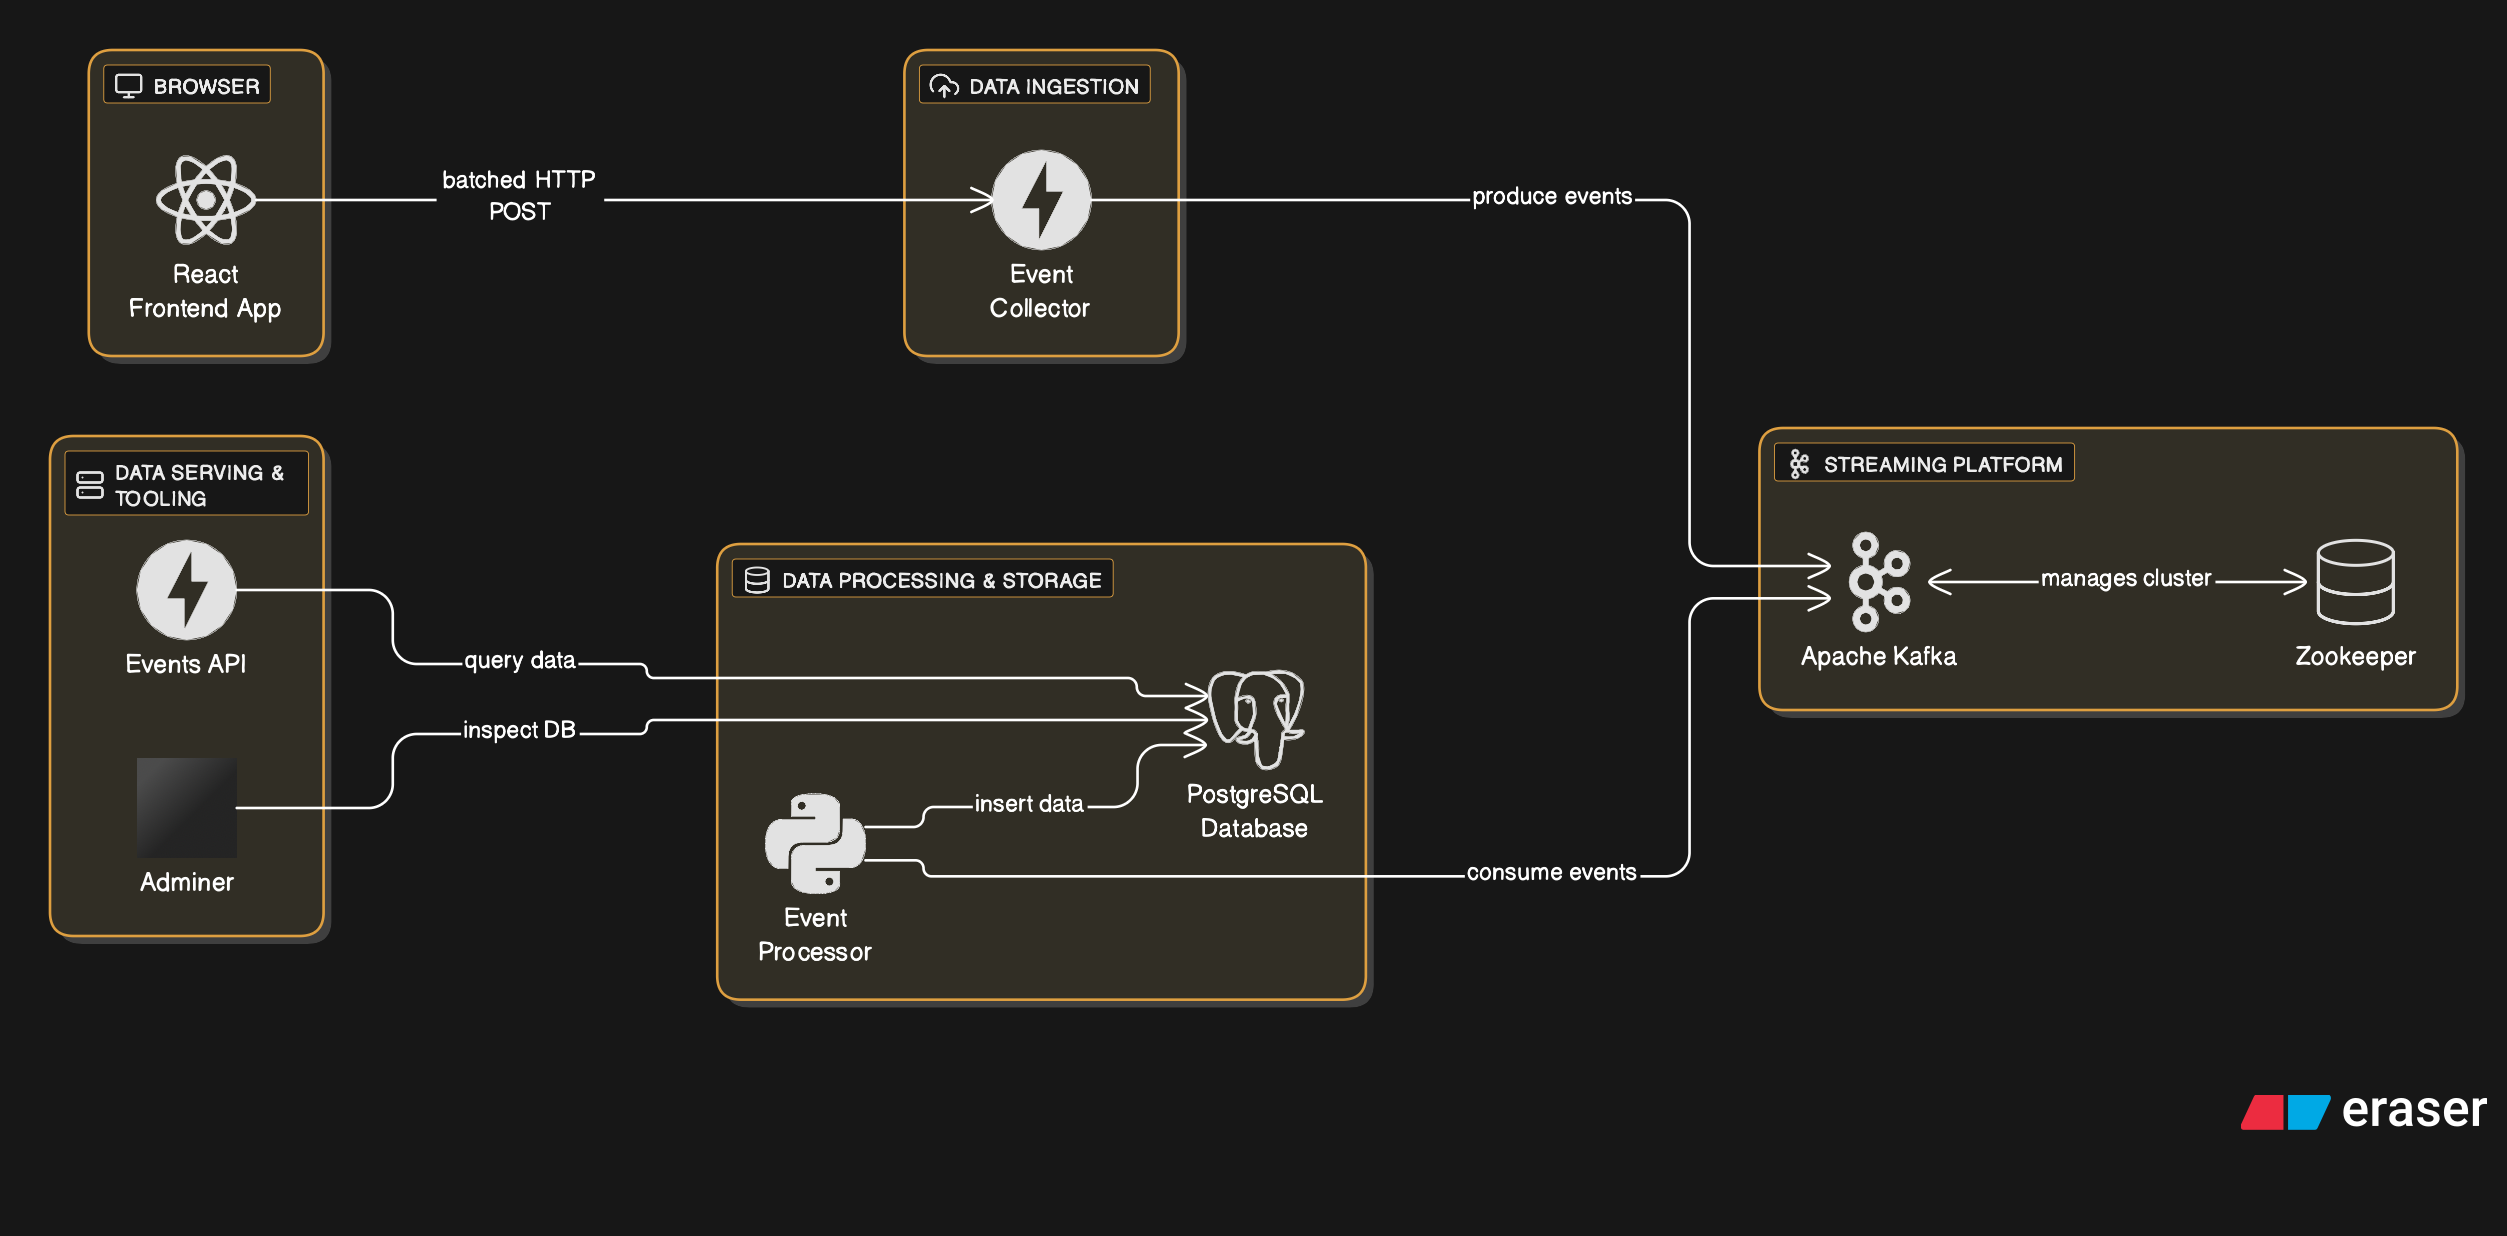 BROWSER
React
Frontend App
batched HTTP
POST
DATA INGESTION
Event
Collector
produce events
DATA SERVING &
TOOLING
Events API
query data
inspect DB
Adminer
DATA PROCESSING & STORAGE
insert data
PostgreSQL
Database
Event
Processor
consume events
STREAMING PLATFORM
Apache Kafka
manages cluster
Zookeeper
eraser